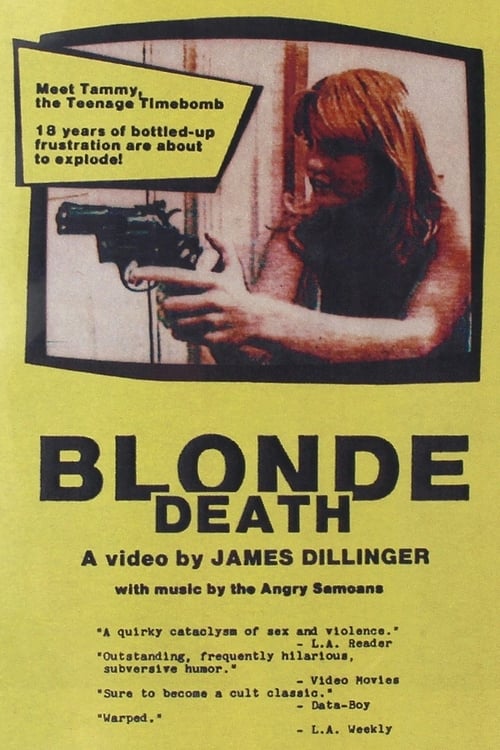 Meet Tammy,
the Teenage Timebomb
18 years of bottled-up
frustration are about
to explode!
BLONDE
DEATH
A video by JAMES DILLINGER
with music by the Angry Samoans
"A quirky cataclysm of sex and violence."
- L.A. Reader
"Outstanding, frequently hilarious,
subversive humor."
- Video Movies
"Sure to become a cult classic."
- Data-Boy
"Warped."
- L.A. Weekly